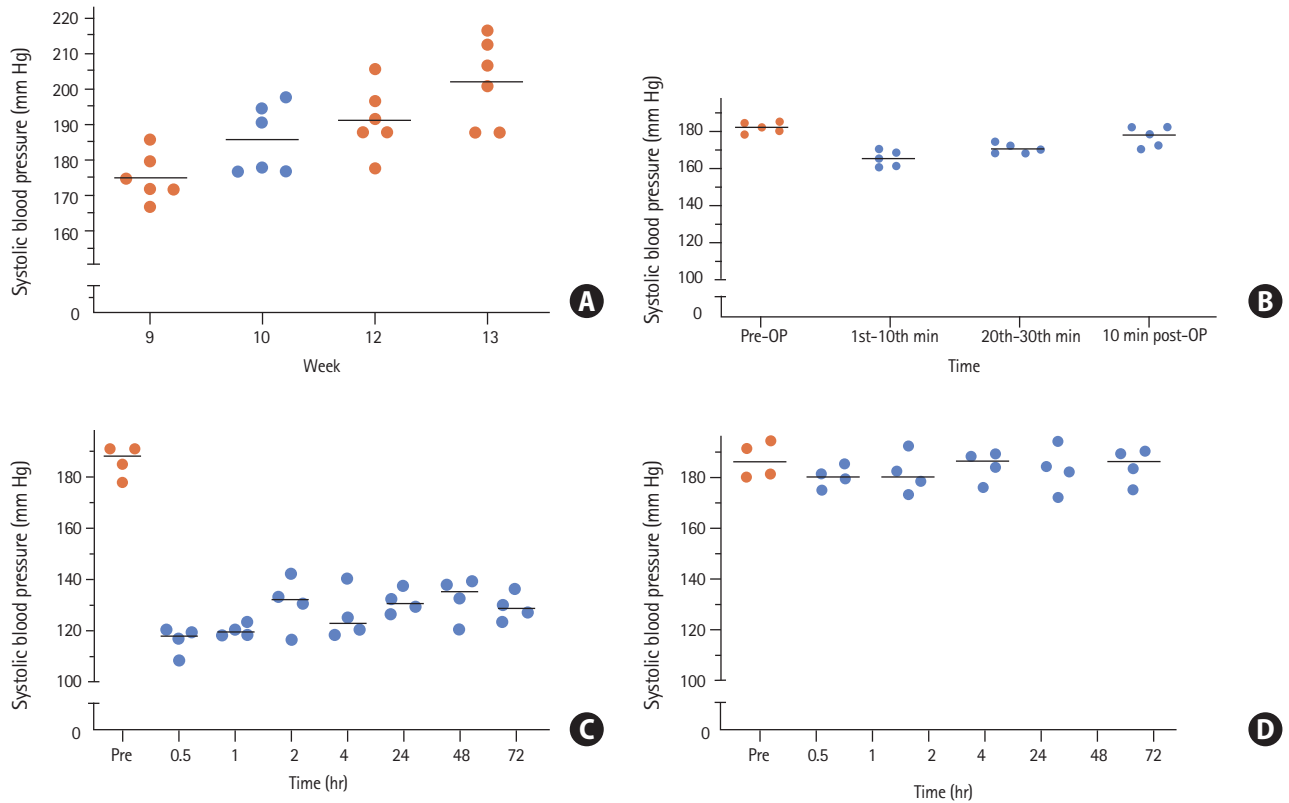 220
210
200
190
180
170
160
0
Systolic blood pressure (mm Hg)
9 10 12 13
Week
A
180
160
140
120
100
0
Systolic blood pressure (mm Hg)
Pre-OP 1st-10th min 20th-30th min 10 min post-OP
Time
B
180
160
140
120
100
0
Systolic blood pressure (mm Hg)
Pre 0.5 1 2 4 24 48 72
Time (hr)
C
180
160
140
120
100
0
Systolic blood pressure (mm Hg)
Pre 0.5 1 2 4 24 48 72
Time (hr)
D